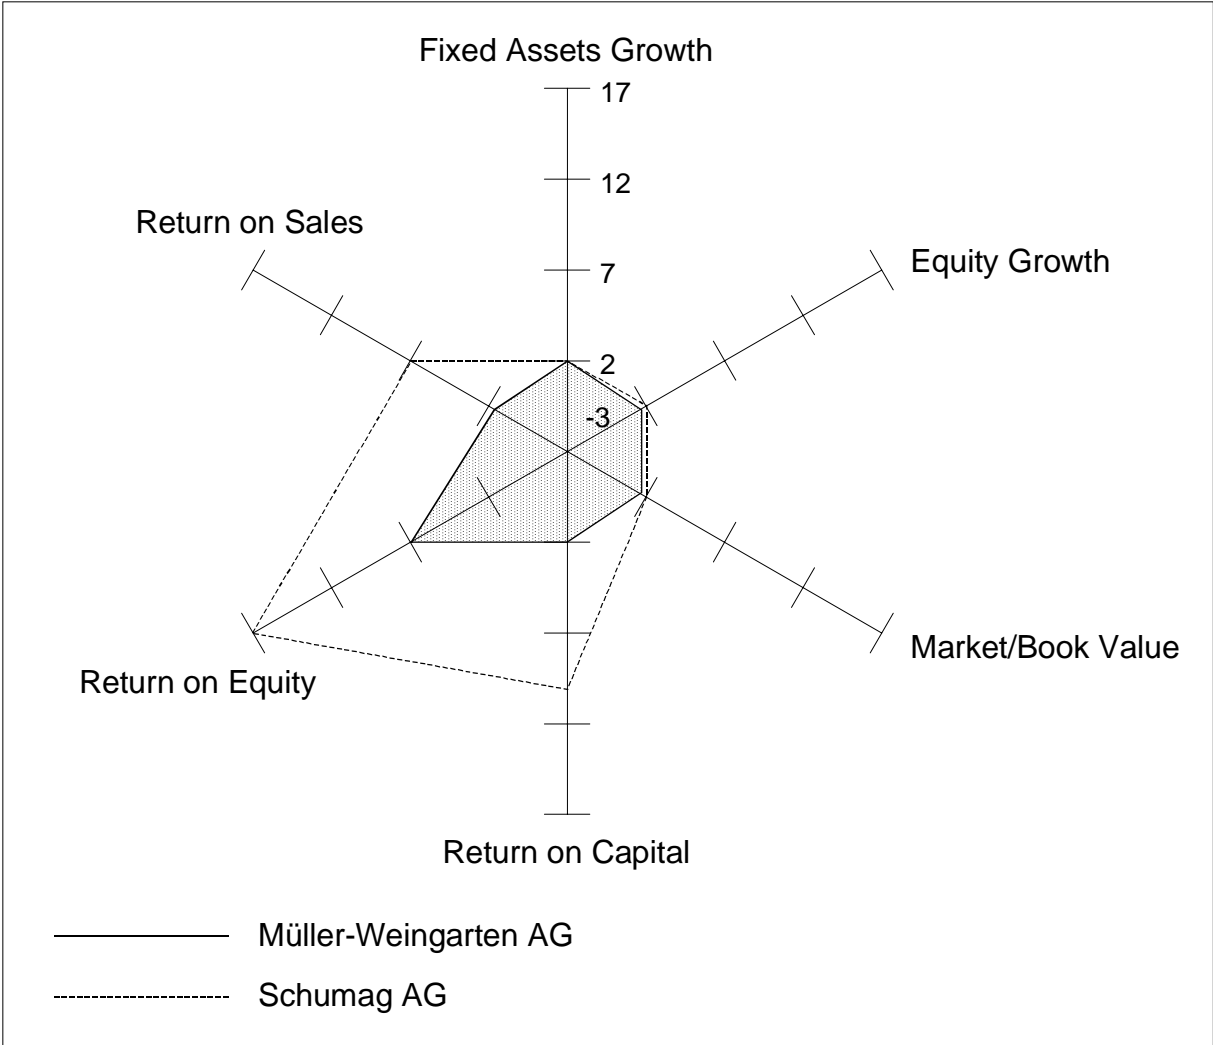 Fixed Assets Growth
17
12
Return on Sales
7
Equity Growth
2
-3
Market/Book Value
Return on Equity
Return on Capital
Müller-Weingarten AG
Schumag AG